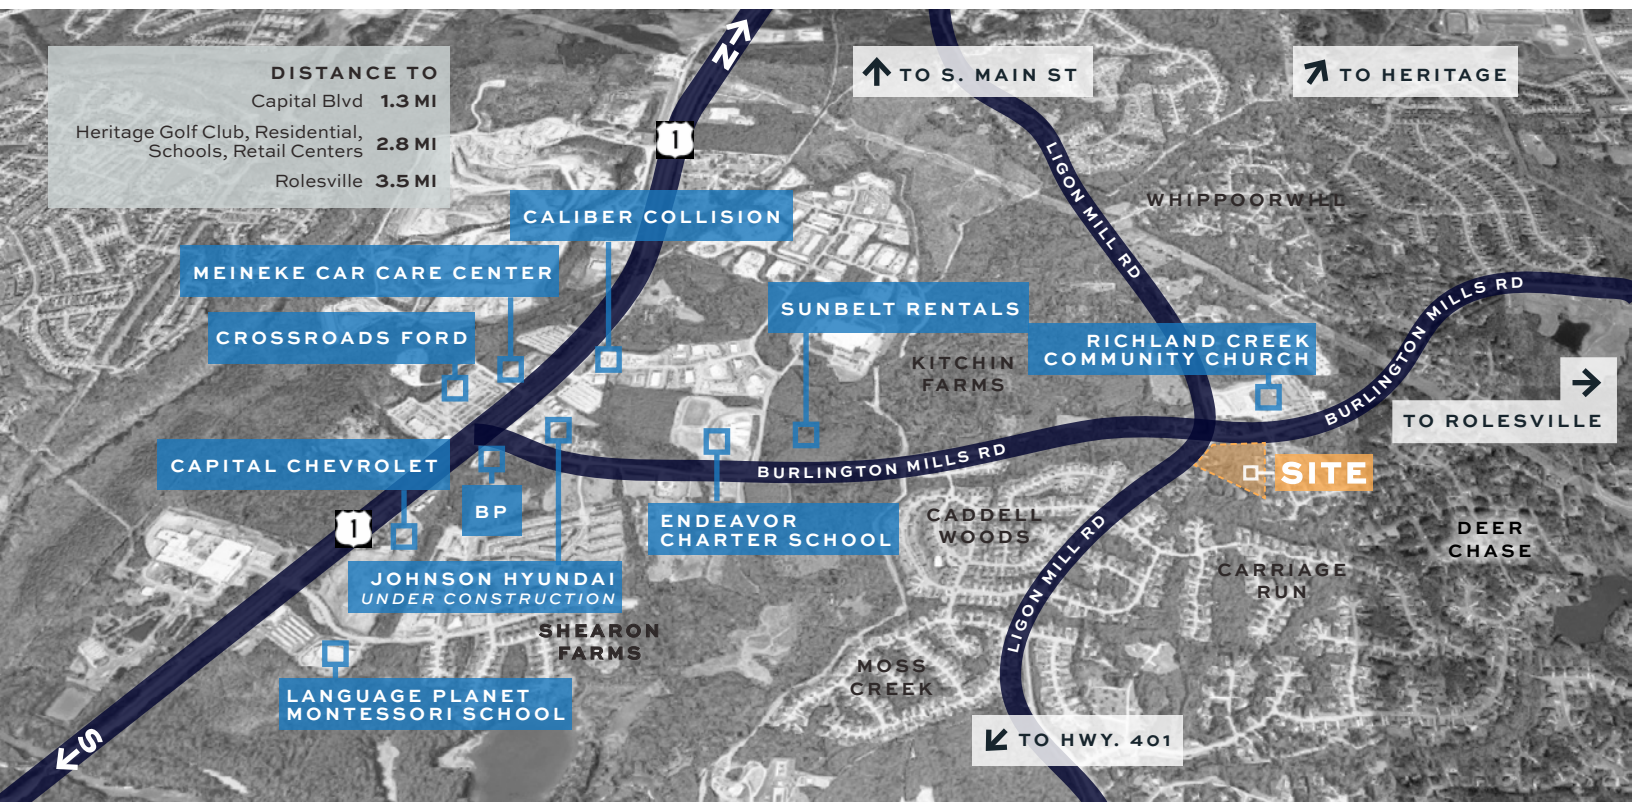 N
TO S. MAIN ST
TO HERITAGE
DISTANCE TO
Capital Blvd 1.3 MI
Heritage Golf Club, Residential,
Schools, Retail Centers 2.8 MI
Rolesville 3.5 MI
1
LIGON MILL RD
WHIPPOORWILL
CALIBER COLLISION
MEINEKE CAR CARE CENTER
SUNBELT RENTALS
BURLINGTON MILLS RD
CROSSROADS FORD
RICHLAND CREEK
COMMUNITY CHURCH
KITCHIN
FARMS
TO ROLESVILLE
CAPITAL CHEVROLET
BURLINGTON MILLS RD
SITE
BP
1
ENDEAVOR
CHARTER SCHOOL
CADDELL
WOODS
DEER
CHASE
LIGON MILL RD
JOHNSON HYUNDAI
UNDER CONSTRUCTION
CARRIAGE
RUN
SHEARON
FARMS
MOSS
CREEK
LANGUAGE PLANET
MONTESSORI SCHOOL
S
TO HWY. 401